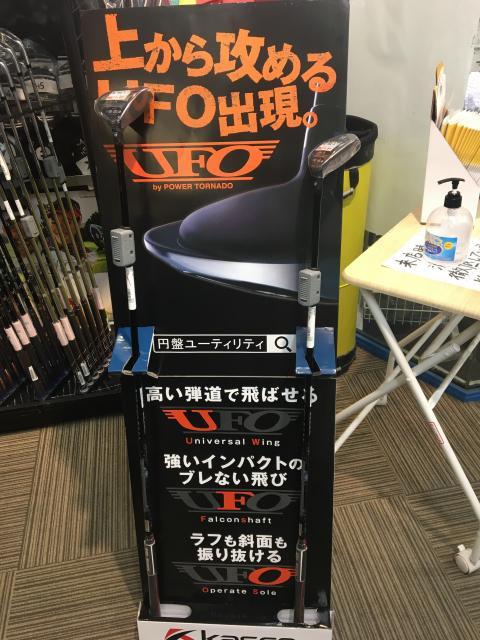 上から攻める
UFO出現。
UFO
by POWER TORNADO
円盤ユーティリティ
高い弾道で飛ばせる
UFO
Universal Wing
強いインパクトの
ブレない飛び
UFO
Falconshaft
ラフも斜面も
振り抜ける
UFO
Operate Sole